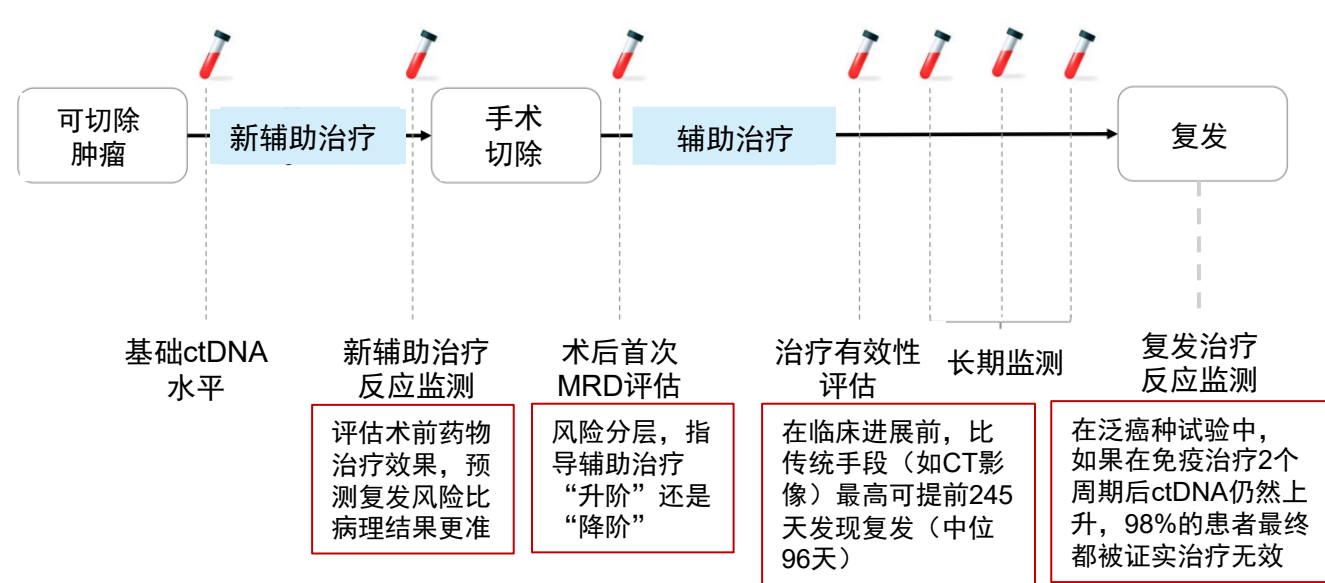 可切除
肿瘤
新辅助治疗
手术
切除
辅助治疗
复发
基础ctDNA
水平
新辅助治疗
反应监测
术后首次
MRD评估
治疗有效性
评估
长期监测
复发治疗
反应监测
评估术前药物
治疗效果，预
测复发风险比
病理结果更准
风险分层，指
导辅助治疗
“升阶”还是
“降阶”
在临床进展前，比
传统手段（如CT影
像）最高可提前245
天发现复发（中位
96天）
在泛癌种试验中，
如果在免疫治疗2个
周期后ctDNA仍然上
升，98%的患者最终
都被证实治疗无效